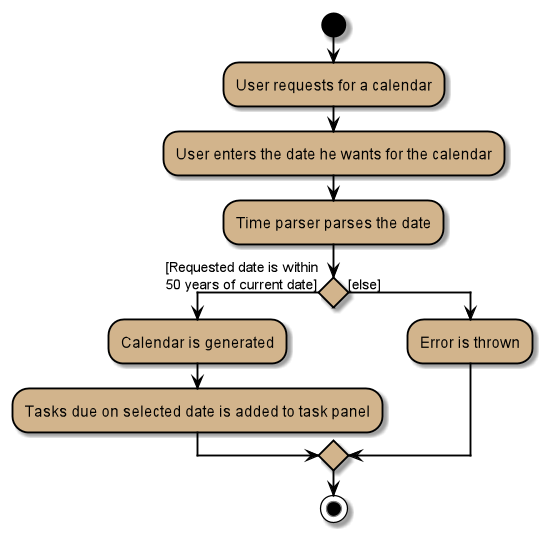 User requests for a calendar
User enters the date he wants for the calendar
Time parser parses the date
[Requested date is within
50 years of current date]
[else]
Calendar is generated
Error is thrown
Tasks due on selected date is added to task panel